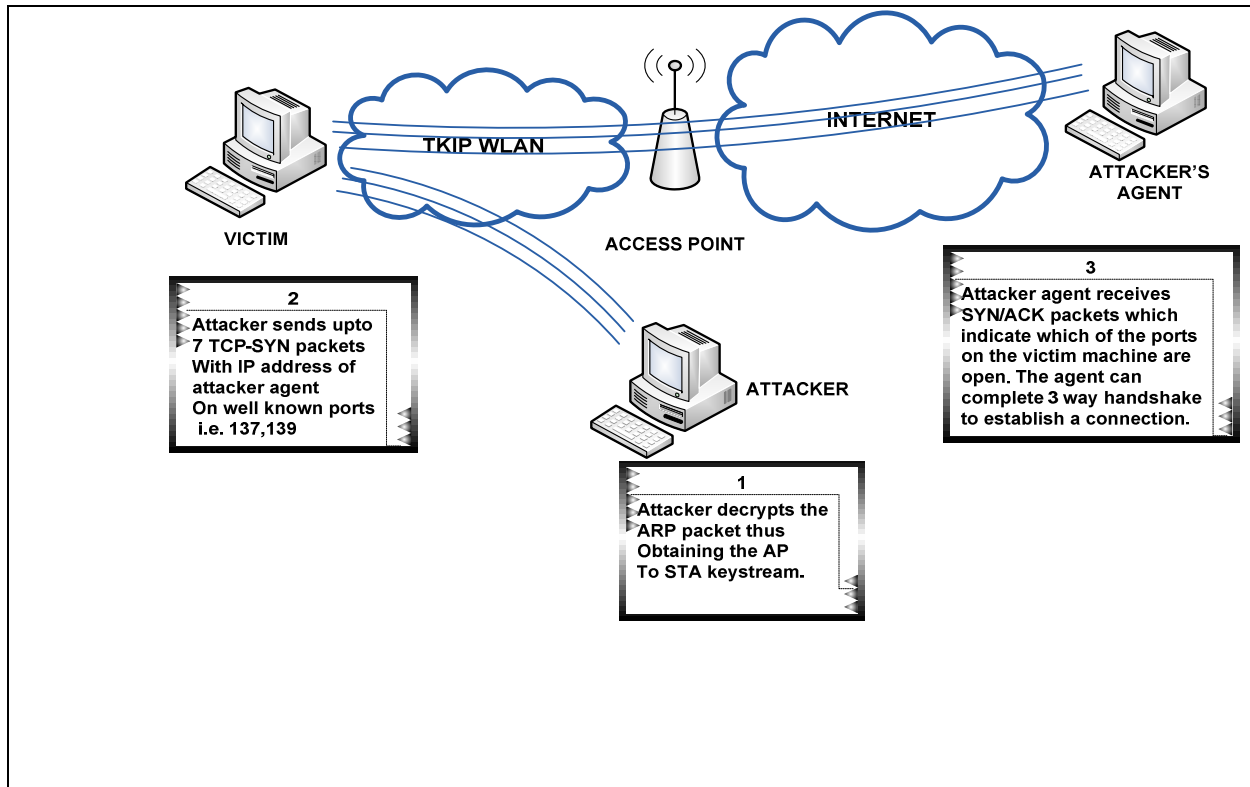 TKIP WLAN
INTERNET
VICTIM
ACCESS POINT
ATTACKER'S
AGENT
2
Attacker sends upto
7 TCP-SYN packets
With IP address of
attacker agent
On well known ports
i.e. 137,139
3
Attacker agent receives
SYN/ACK packets which
indicate which of the ports
on the victim machine are
open. The agent can
complete 3 way handshake
to establish a connection.
ATTACKER
1
Attacker decrypts the
ARP packet thus
Obtaining the AP
To STA keystream.